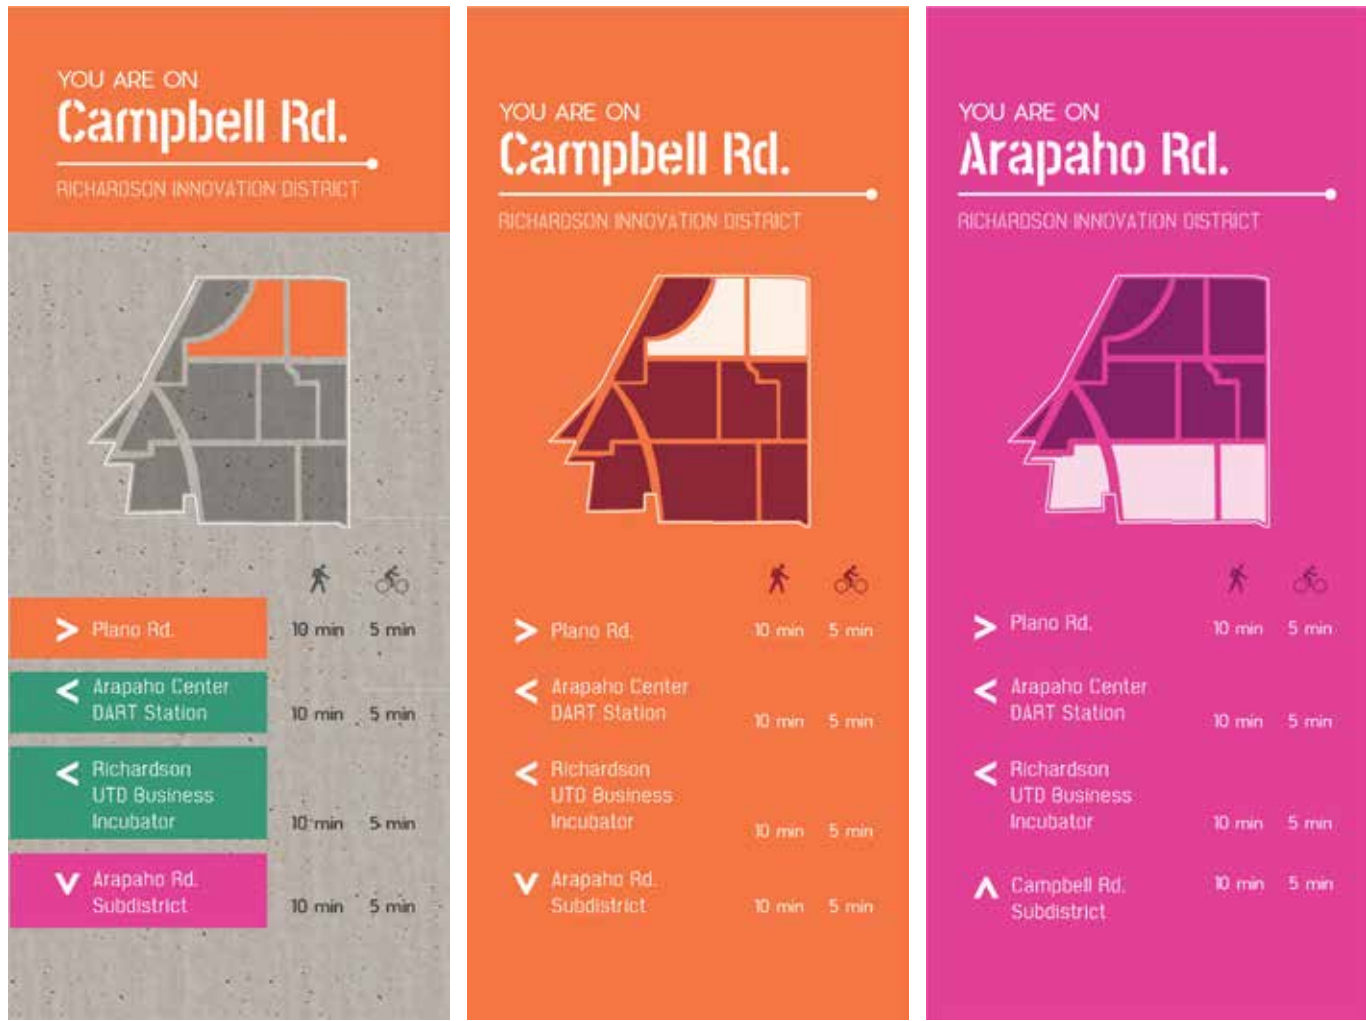 YOU ARE ON
Campbell Rd.
RICHARDSON INNOVATION DISTRICT
> Plano Rd. 10 min 5 min
< Arapaho Center
DART Station 10 min 5 min
< Richardson
UTD Business
Incubator 10 min 5 min
v Arapaho Rd.
Subdistrict 10 min 5 min
YOU ARE ON
Campbell Rd.
RICHARDSON INNOVATION DISTRICT
> Plano Rd. 10 min 5 min
< Arapaho Center
DART Station 10 min 5 min
< Richardson
UTD Business
Incubator 10 min 5 min
v Arapaho Rd.
Subdistrict 10 min 5 min
YOU ARE ON
Arapaho Rd.
RICHARDSON INNOVATION DISTRICT
> Plano Rd. 10 min 5 min
< Arapaho Center
DART Station 10 min 5 min
< Richardson
UTD Business
Incubator 10 min 5 min
^ Campbell Rd. 10 min 5 min
Subdistrict